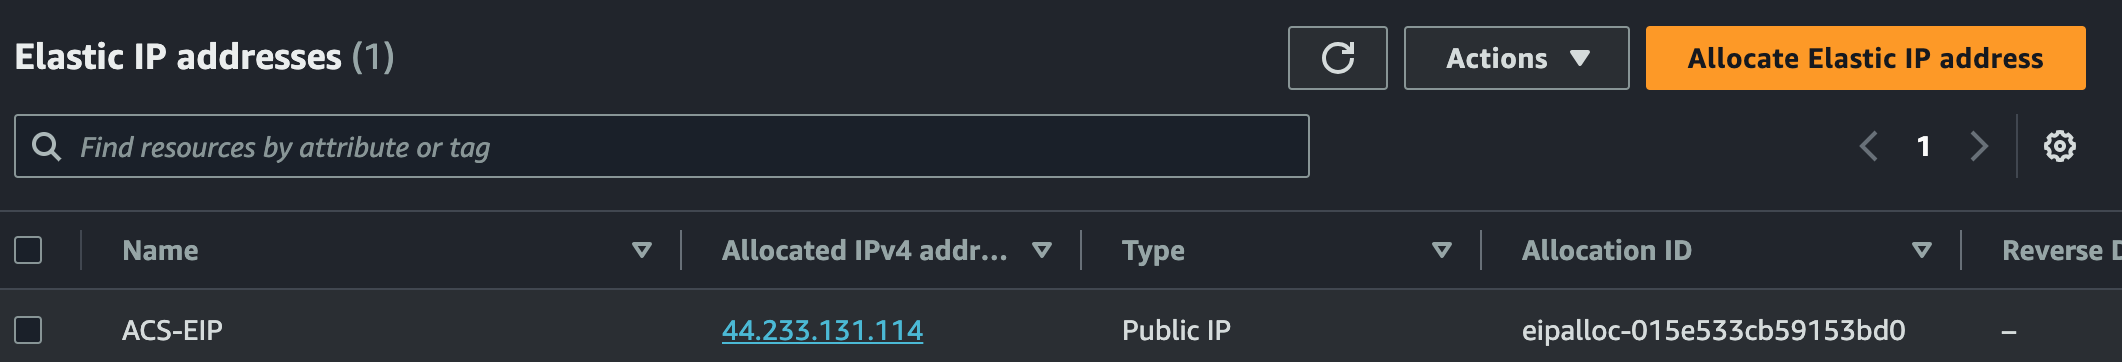 Elastic IP addresses (1)
Actions
Allocate Elastic IP address
Find resources by attribute or tag
1
Name
Allocated IPv4 addr...
Type
Allocation ID
Reverse D
ACS-EIP
44.233.131.114
Public IP
eipalloc-015e533cb59153bd0
–